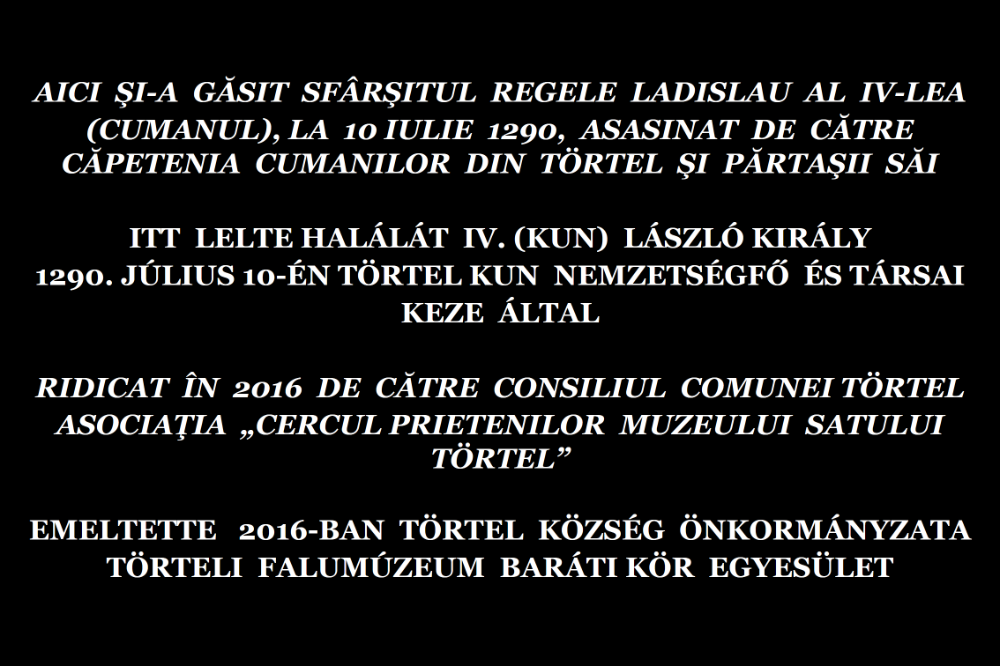 AICI ŞI-A GĂSIT SFÂRŞITUL REGELE LADISLAU AL IV-LEA
(CUMANUL), LA 10 IULIE 1290, ASASINAT DE CĂTRE
CĂPETENIA CUMANILOR DIN TÖRTEL ŞI PĂRTAŞII SĂI
ITT LELTE HALÁLÁT IV. (KUN) LÁSZLÓ KIRÁLY
1290. JÚLIUS 10-ÉN TÖRTEL KUN NEMZETSÉGFŐ ÉS TÁRSAI
KEZE ÁLTAL
RIDICAT ÎN 2016 DE CĂTRE CONSILIUL COMUNEI TÖRTEL
ASOCIAŢIA „CERCUL PRIETENILOR MUZEULUI SATULUI
TÖRTEL”
EMELTETTE 2016-BAN TÖRTEL KÖZSÉG ÖNKORMÁNYZATA
TÖRTELI FALUMÚZEUM BARÁTI KÖR EGYESÜLET